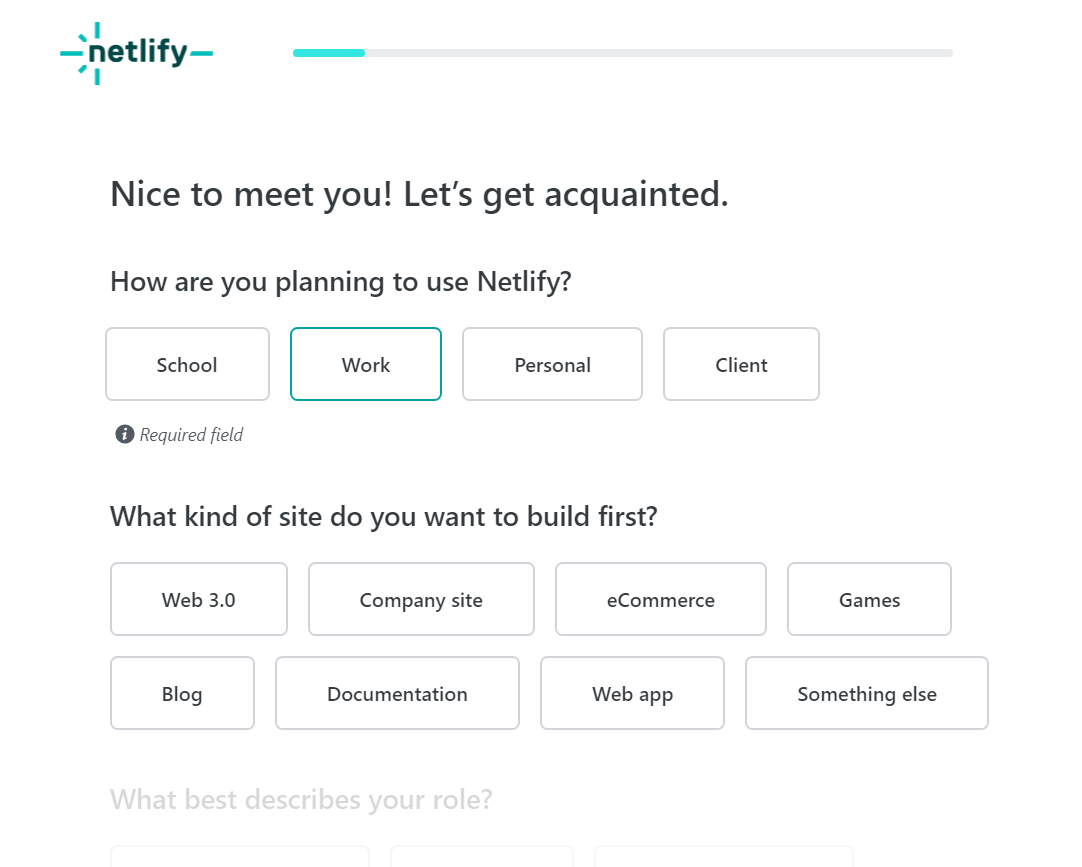 netlify
Nice to meet you! Let’s get acquainted.
How are you planning to use Netlify?
School Work Personal Client
Required field
What kind of site do you want to build first?
Web 3.0 Company site eCommerce Games
Blog Documentation Web app Something else
What best describes your role?